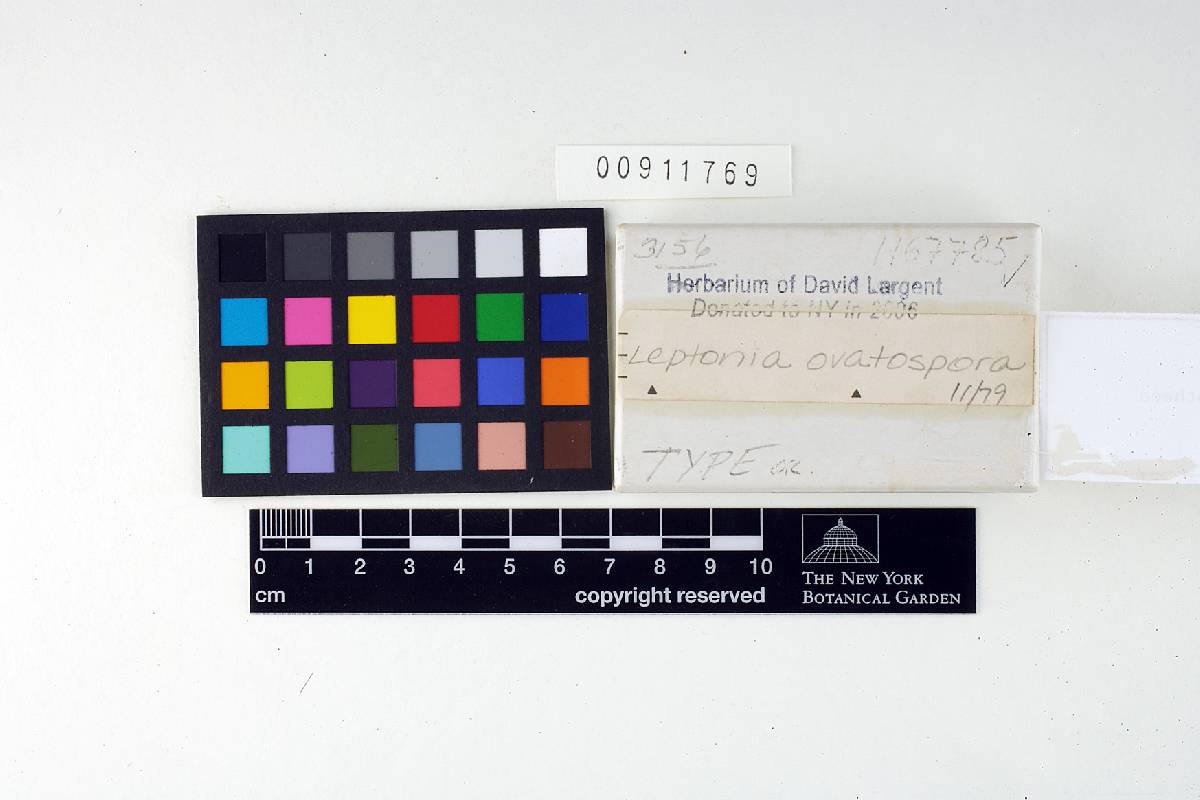 00911769
3156
1167785
Herbarium of David Largent
Donated to NY in 2006
Leptonia ovatospora
11/79
TYPE
0 1 2 3 4 5 6 7 8 9 10
cm
copyright reserved
THE NEW YORK
BOTANICAL GARDEN